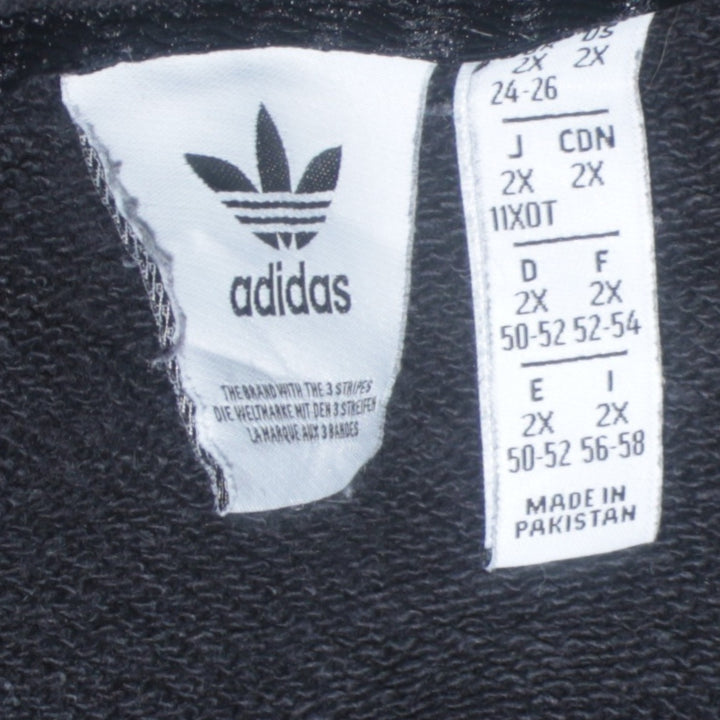 adidas
THE BRAND WITH THE 3 STRIPES
DIE WELTMARKE MIT DEN 3 STREIFEN
LA MARQUE AUX 3 BANDES
2X 2X
24-26
J CDN
2X 2X
11XOT
D F
2X 2X
50-52 52-54
E I
2X 2X
50-52 56-58
MADE IN
PAKISTAN